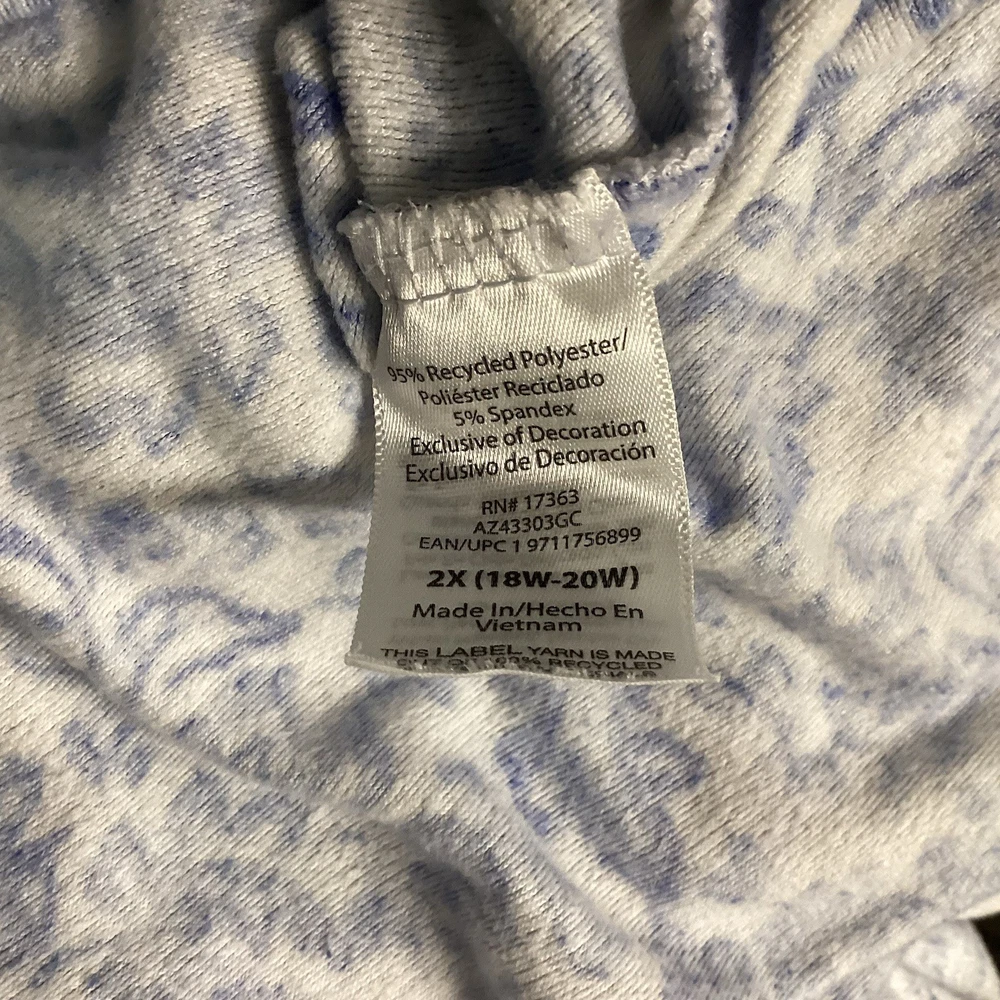 95% Recycled Polyester/
Poliéster Reciclado
5% Spandex
Exclusive of Decoration
Exclusivo de Decoración
RN# 17363
AZ43303GC
EAN/UPC 1 9711756899
2X (18W-20W)
Made In/Hecho En
Vietnam
THIS LABEL YARN IS MADE
RECYCLED